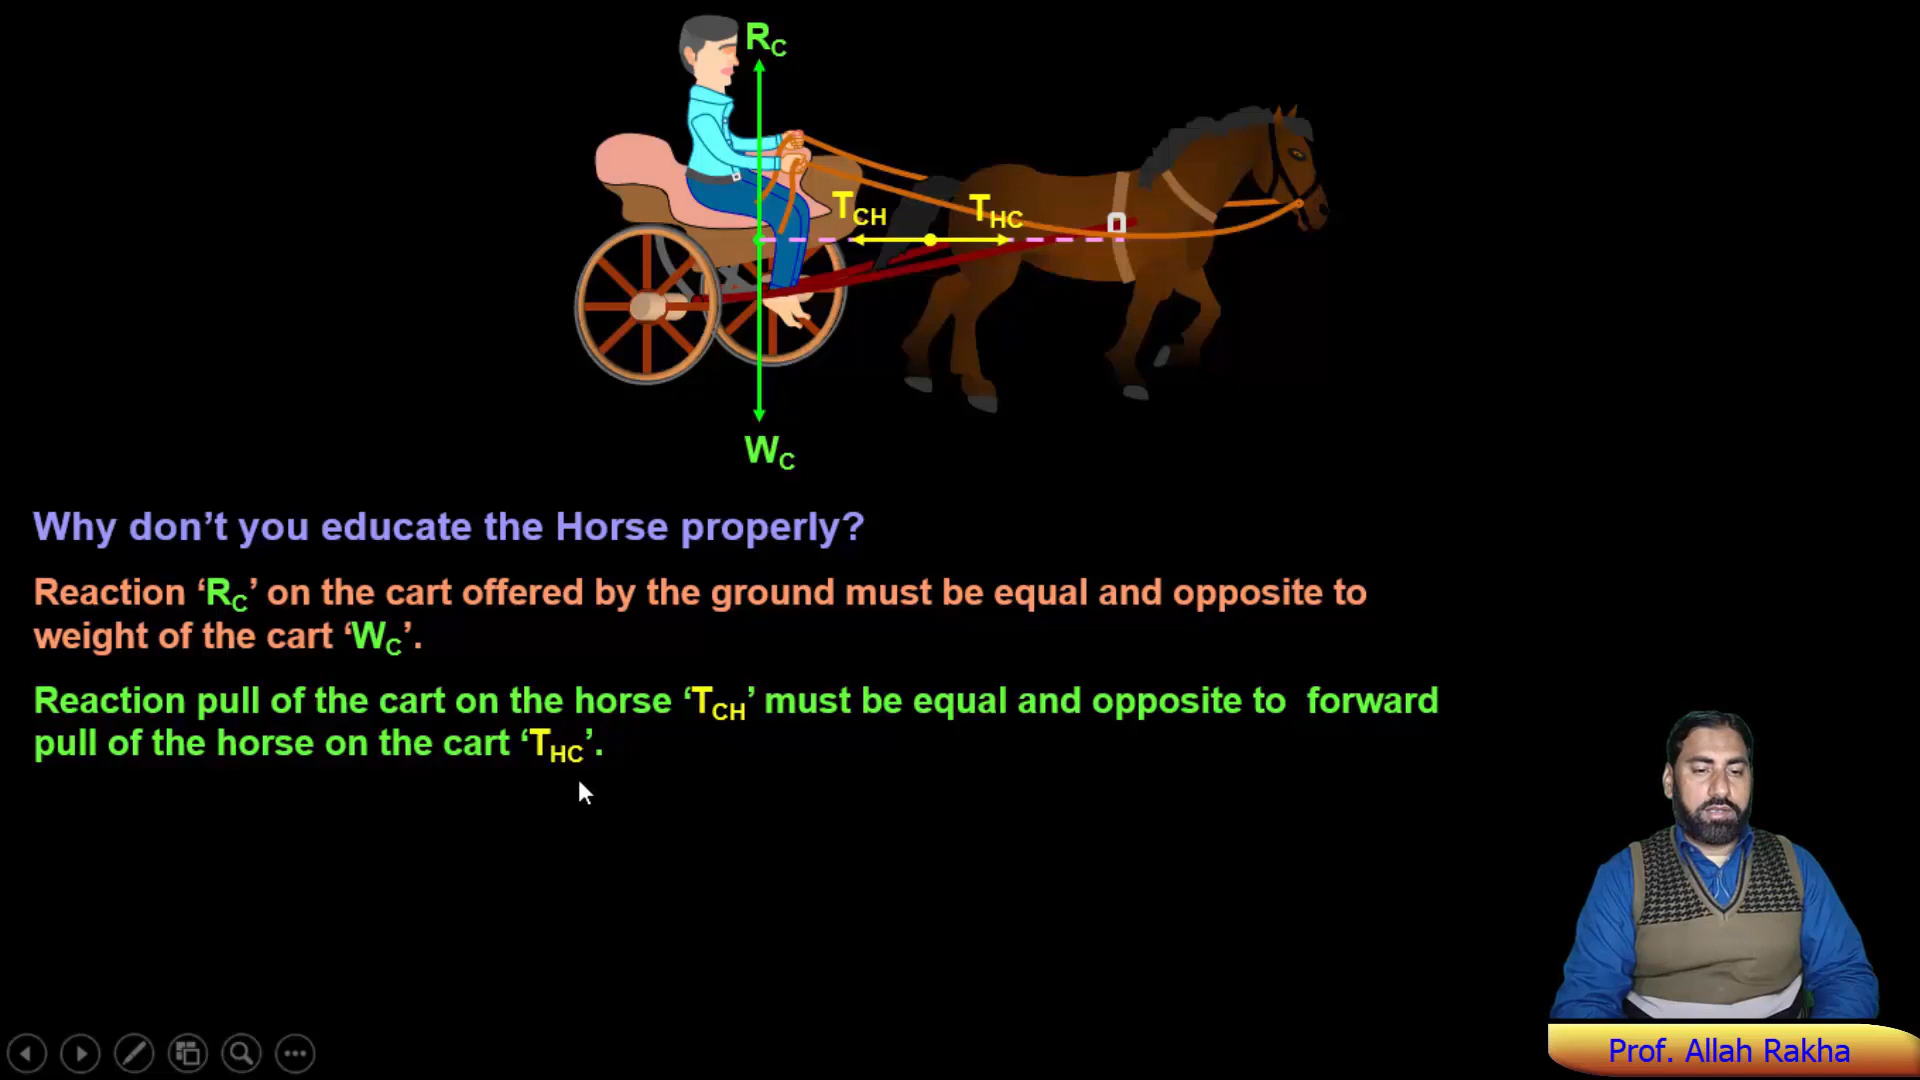 R_C
T_CH
T_HC
W_C
Why don’t you educate the Horse properly?
Reaction ‘R_C’ on the cart offered by the ground must be equal and opposite to
weight of the cart ‘W_C’.
Reaction pull of the cart on the horse ‘T_CH’ must be equal and opposite to forward
pull of the horse on the cart ‘T_HC’.
Prof. Allah Rakha